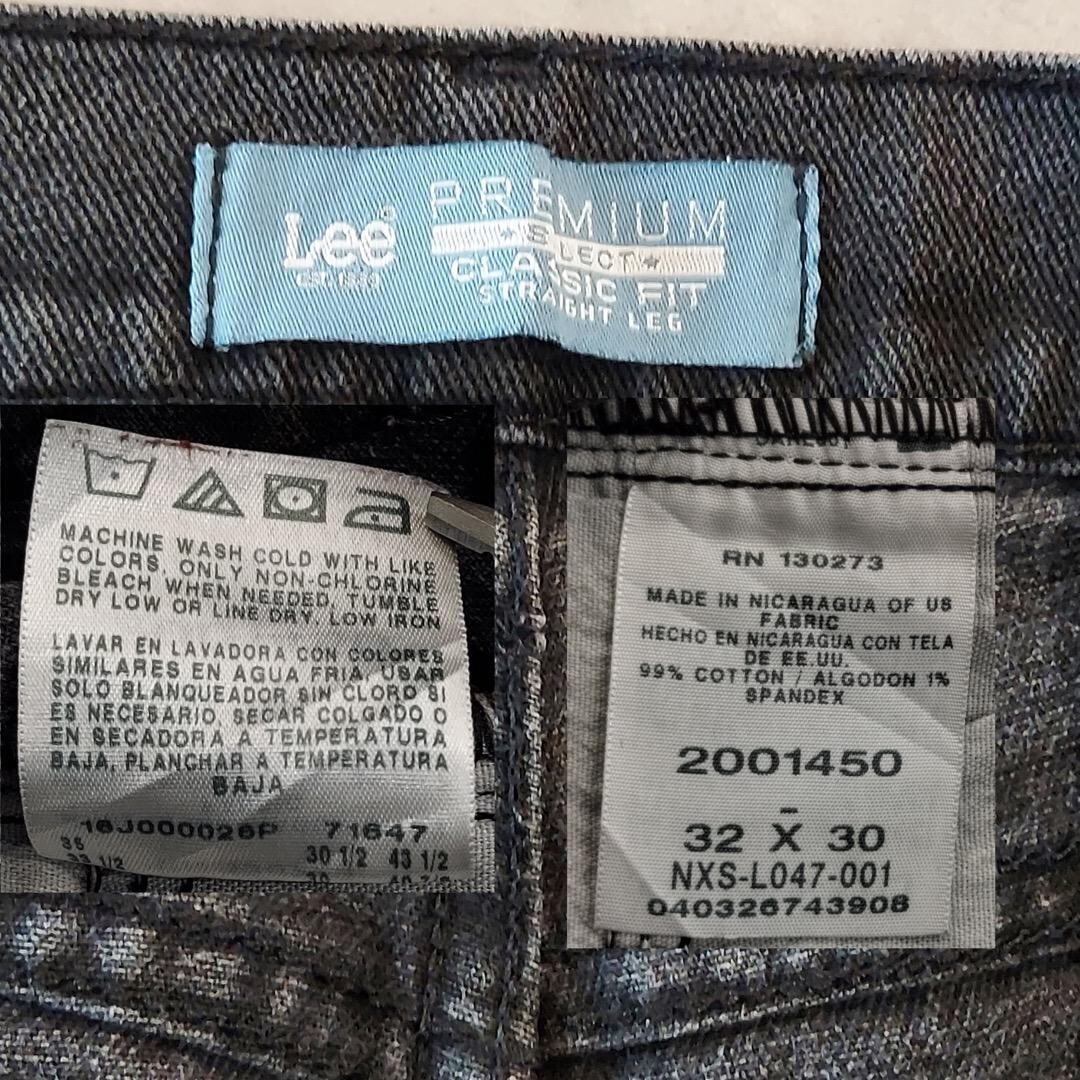 Lee®
EST. 1889
PREMIUM
★ SELECT ★
CLASSIC FIT
STRAIGHT LEG
MACHINE WASH COLD WITH LIKE
COLORS, ONLY NON-CHLORINE
BLEACH WHEN NEEDED, TUMBLE
DRY LOW OR LINE DRY, LOW IRON
LAVAR EN LAVADORA CON COLORES
SIMILARES EN AGUA FRIA, USAR
SOLO BLANQUEADOR SIN CLORO SI
ES NECESARIO, SECAR COLGADO O
EN SECADORA A TEMPERATURA
BAJA, PLANCHAR A TEMPERATURA
BAJA
16J000026P 71647
30 1/2 43 1/2
RN 130273
MADE IN NICARAGUA OF US
FABRIC
HECHO EN NICARAGUA CON TELA
DE EE.UU.
99% COTTON / ALGODON 1%
SPANDEX
2001450
-
32 X 30
NXS-L047-001
040326743908